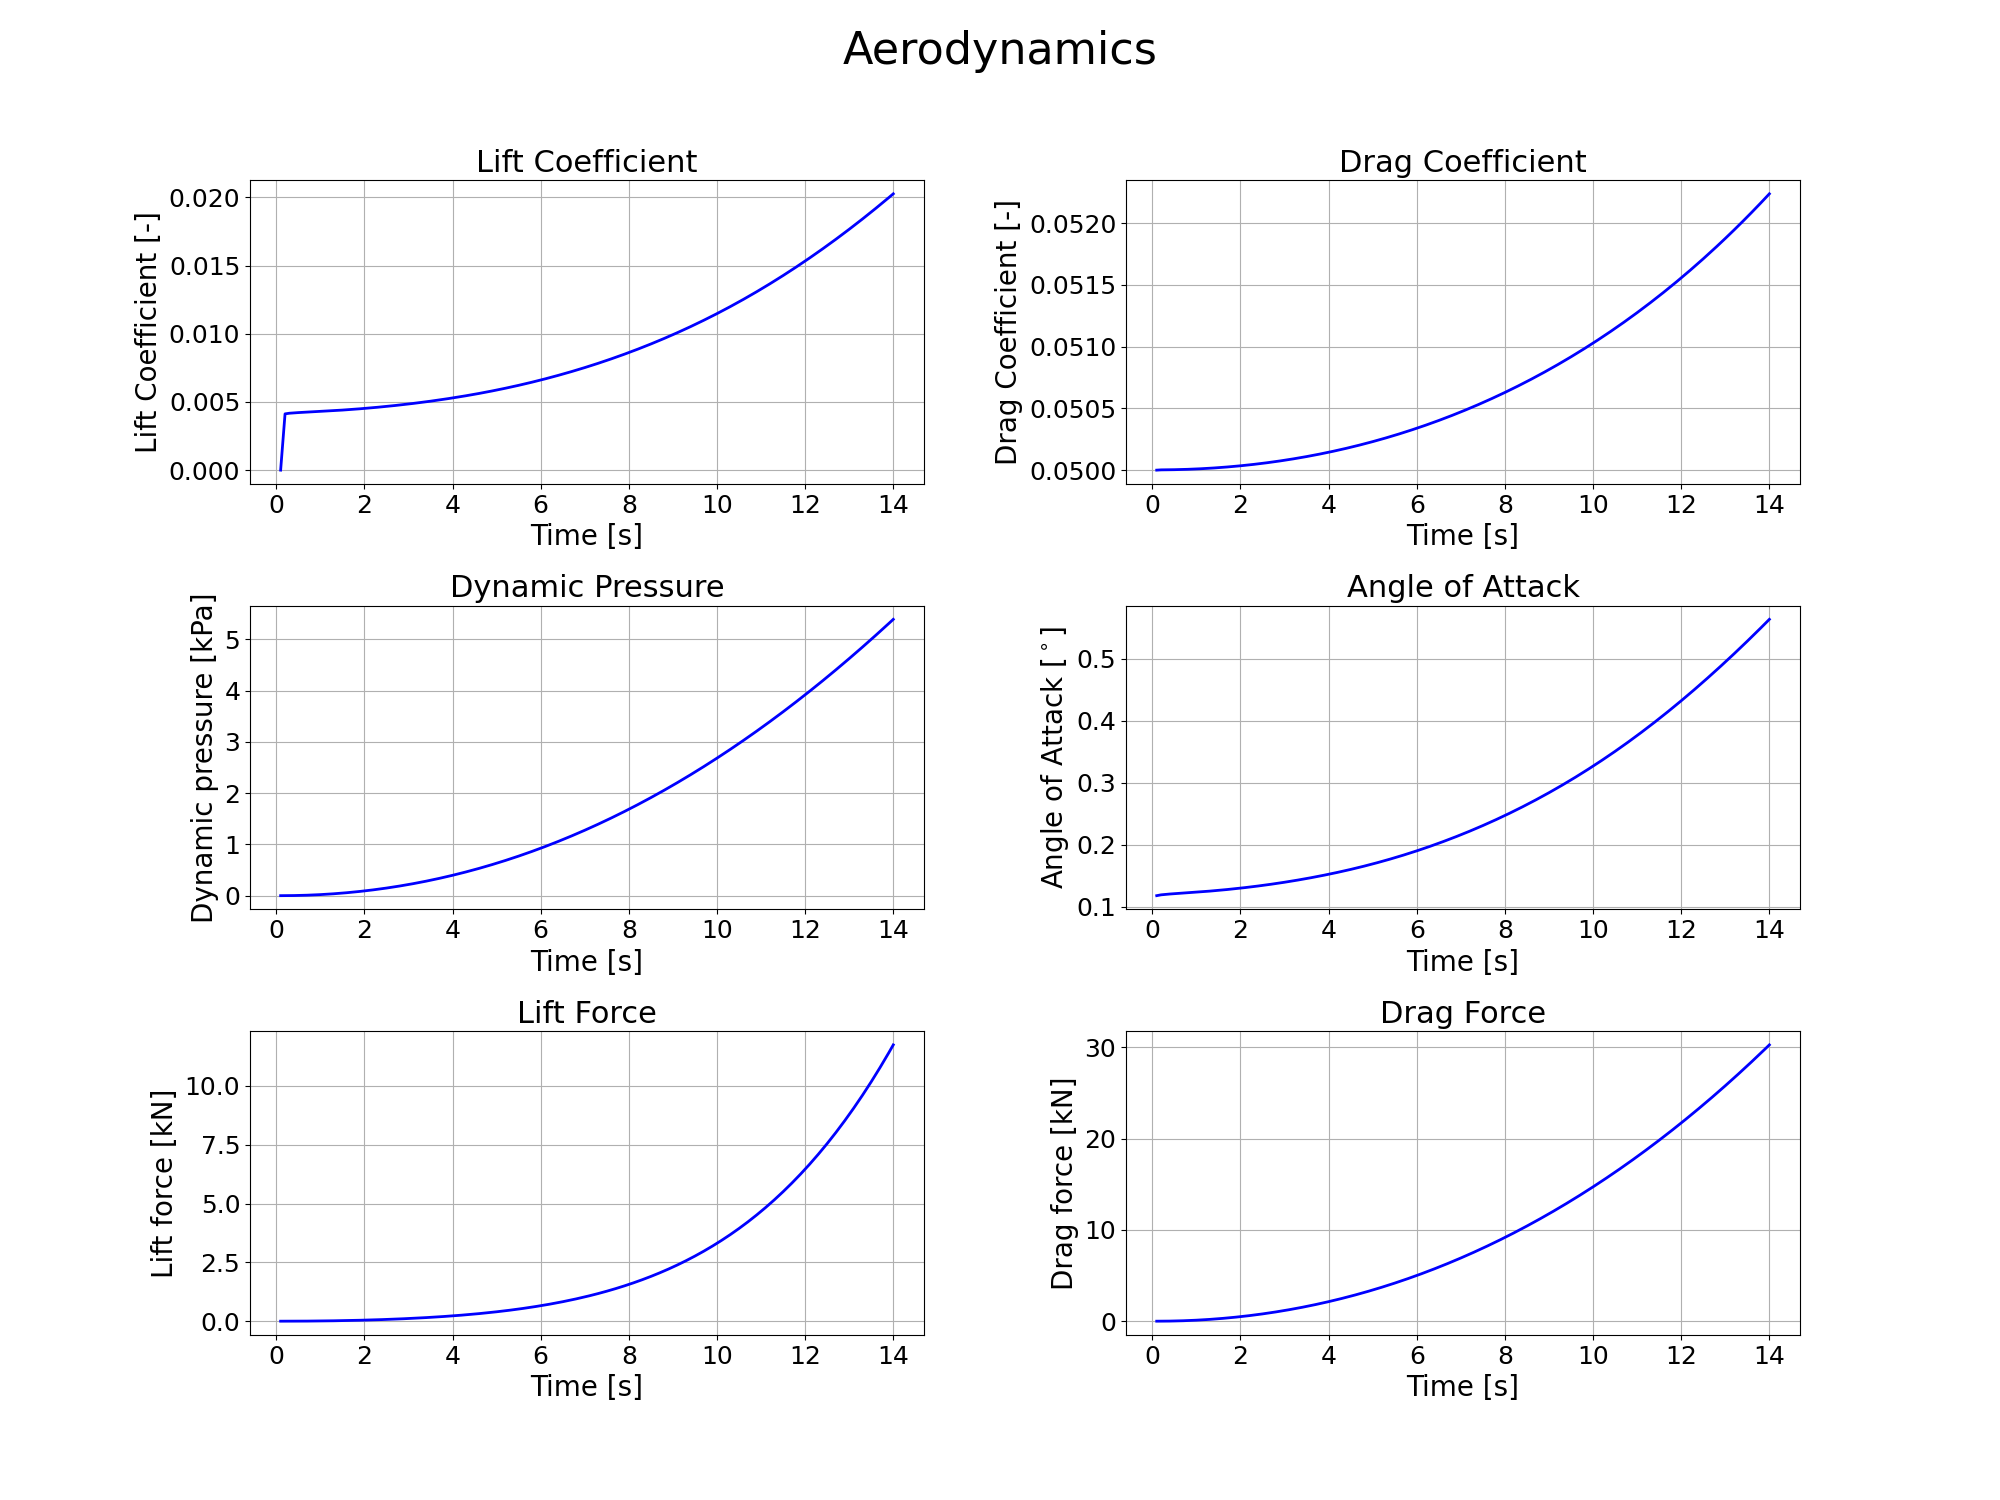 Aerodynamics
Lift Coefficient
Lift Coefficient [-]
0.020
0.015
0.010
0.005
0.000
0 2 4 6 8 10 12 14
Time [s]
Drag Coefficient
Drag Coefficient [-]
0.0520
0.0515
0.0510
0.0505
0.0500
0 2 4 6 8 10 12 14
Time [s]
Dynamic Pressure
Dynamic pressure [kPa]
5
4
3
2
1
0
0 2 4 6 8 10 12 14
Time [s]
Angle of Attack
Angle of Attack [°]
0.5
0.4
0.3
0.2
0.1
0 2 4 6 8 10 12 14
Time [s]
Lift Force
Lift force [kN]
10.0
7.5
5.0
2.5
0.0
0 2 4 6 8 10 12 14
Time [s]
Drag Force
Drag force [kN]
30
20
10
0
0 2 4 6 8 10 12 14
Time [s]